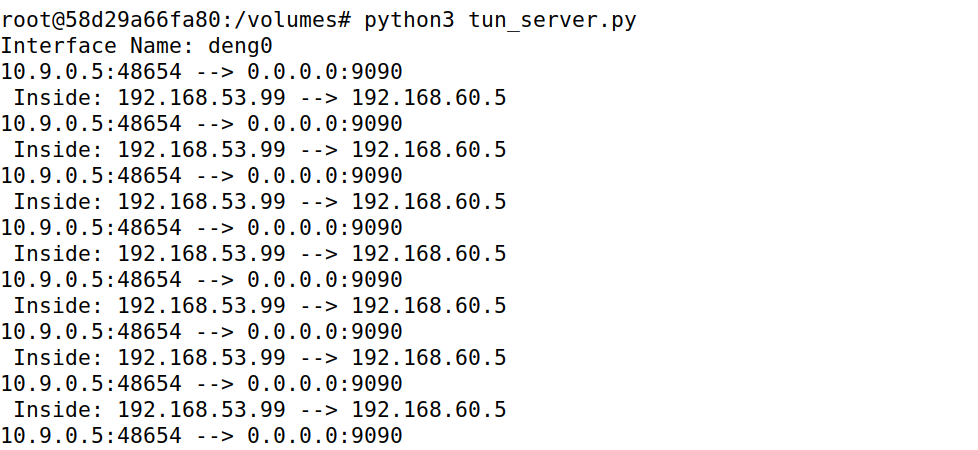 root@58d29a66fa80:/volumes# python3 tun_server.py
Interface Name: deng0
10.9.0.5:48654 --> 0.0.0.0:9090
 Inside: 192.168.53.99 --> 192.168.60.5
10.9.0.5:48654 --> 0.0.0.0:9090
 Inside: 192.168.53.99 --> 192.168.60.5
10.9.0.5:48654 --> 0.0.0.0:9090
 Inside: 192.168.53.99 --> 192.168.60.5
10.9.0.5:48654 --> 0.0.0.0:9090
 Inside: 192.168.53.99 --> 192.168.60.5
10.9.0.5:48654 --> 0.0.0.0:9090
 Inside: 192.168.53.99 --> 192.168.60.5
10.9.0.5:48654 --> 0.0.0.0:9090
 Inside: 192.168.53.99 --> 192.168.60.5
10.9.0.5:48654 --> 0.0.0.0:9090
 Inside: 192.168.53.99 --> 192.168.60.5
10.9.0.5:48654 --> 0.0.0.0:9090